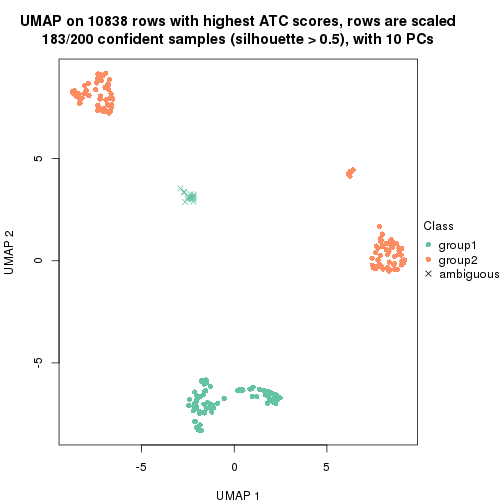 UMAP on 10838 rows with highest ATC scores, rows are scaled
183/200 confident samples (silhouette > 0.5), with 10 PCs
5
0
-5
UMAP 2
-5
0
5
UMAP 1
Class
group1
group2
ambiguous